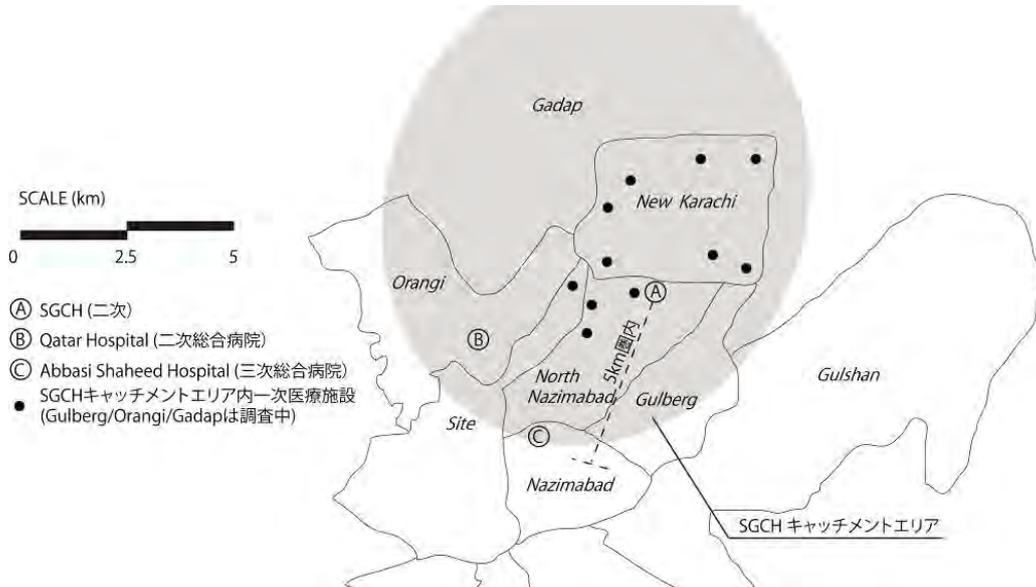 Gadap
SCALE (km)
0 2.5 5
New Karachi
Orangi
Ⓐ SGCH (二次)
Ⓑ Qatar Hospital (二次総合病院)
Ⓒ Abbasi Shaheed Hospital (三次総合病院)
● SGCHキャッチメントエリア内一次医療施設
(Gulberg/Orangi/Gadapは調査中)
Ⓐ
Ⓑ
5km圏内
North
Nazimabad
Gulberg
Gulshan
Site
Ⓒ
Nazimabad
SGCH キャッチメントエリア